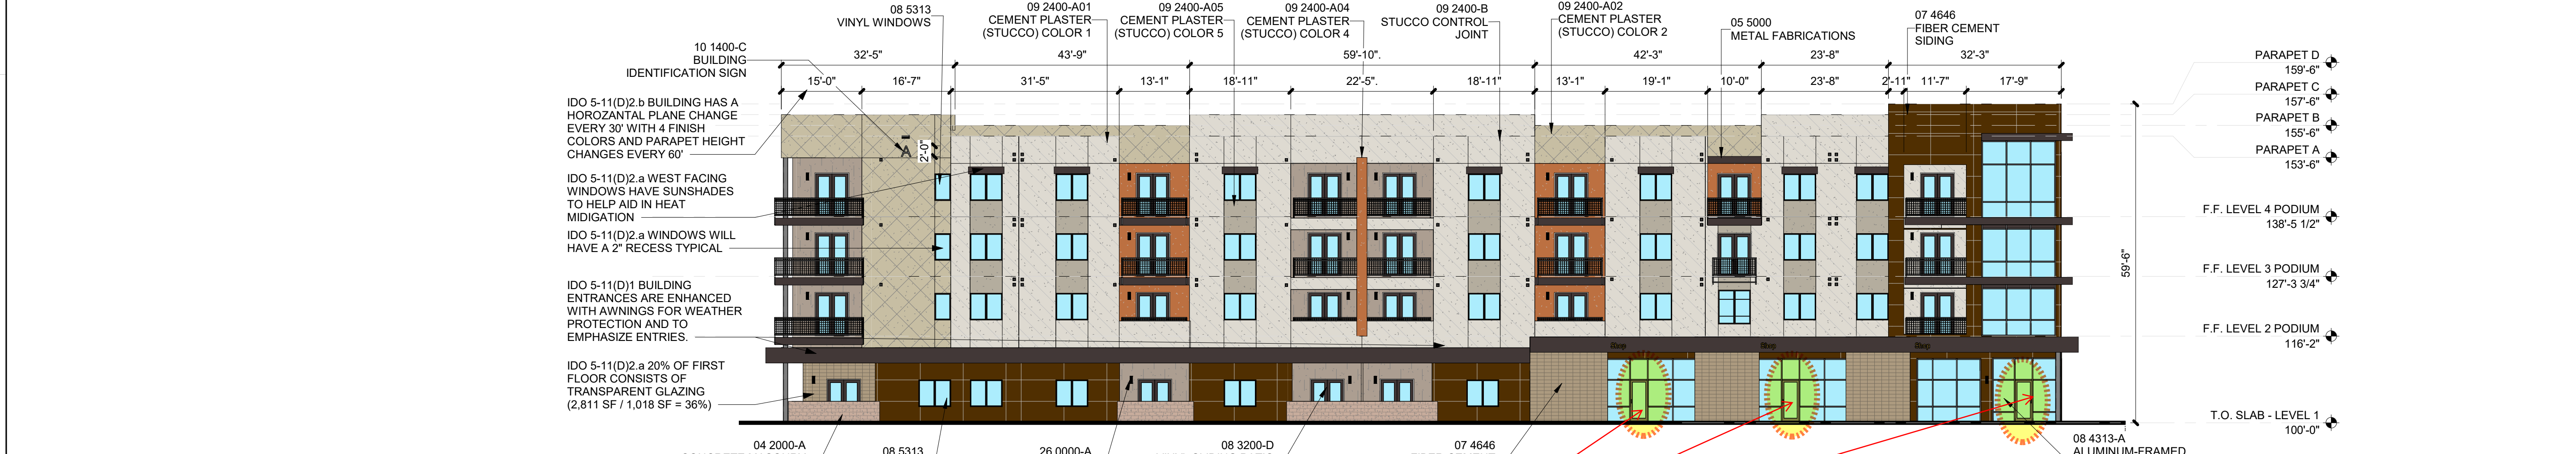 08 5313
VINYL WINDOWS
09 2400-A01
CEMENT PLASTER
(STUCCO) COLOR 1
09 2400-A05
CEMENT PLASTER
(STUCCO) COLOR 5
09 2400-A04
CEMENT PLASTER
(STUCCO) COLOR 4
09 2400-B
STUCCO CONTROL
JOINT
09 2400-A02
CEMENT PLASTER
(STUCCO) COLOR 2
05 5000
METAL FABRICATIONS
07 4646
FIBER CEMENT
SIDING
10 1400-C
BUILDING
IDENTIFICATION SIGN
32'-5"
43'-9"
59'-10".
42'-3"
23'-8"
32'-3"
15'-0"
16'-7"
31'-5"
13'-1"
18'-11"
22'-5".
18'-11"
13'-1"
19'-1"
10'-0"
23'-8"
2'-11"
11'-7"
17'-9"
IDO 5-11(D)2.b BUILDING HAS A
HOROZANTAL PLANE CHANGE
EVERY 30' WITH 4 FINISH
COLORS AND PARAPET HEIGHT
CHANGES EVERY 60'
IDO 5-11(D)2.a WEST FACING
WINDOWS HAVE SUNSHADES
TO HELP AID IN HEAT
MIDIGATION
IDO 5-11(D)2.a WINDOWS WILL
HAVE A 2" RECESS TYPICAL
IDO 5-11(D)1 BUILDING
ENTRANCES ARE ENHANCED
WITH AWNINGS FOR WEATHER
PROTECTION AND TO
EMPHASIZE ENTRIES.
IDO 5-11(D)2.a 20% OF FIRST
FLOOR CONSISTS OF
TRANSPARENT GLAZING
(2,811 SF / 1,018 SF = 36%)
A
2'-0"
Shop
Shop
Shop
PARAPET D
159'-6"
PARAPET C
157'-6"
PARAPET B
155'-6"
PARAPET A
153'-6"
F.F. LEVEL 4 PODIUM
138'-5 1/2"
F.F. LEVEL 3 PODIUM
127'-3 3/4"
F.F. LEVEL 2 PODIUM
116'-2"
T.O. SLAB - LEVEL 1
100'-0"
59'-6"
04 2000-A
08 5313
26 0000-A
08 3200-D
07 4646
08 4313-A
ALUMINUM-FRAMED